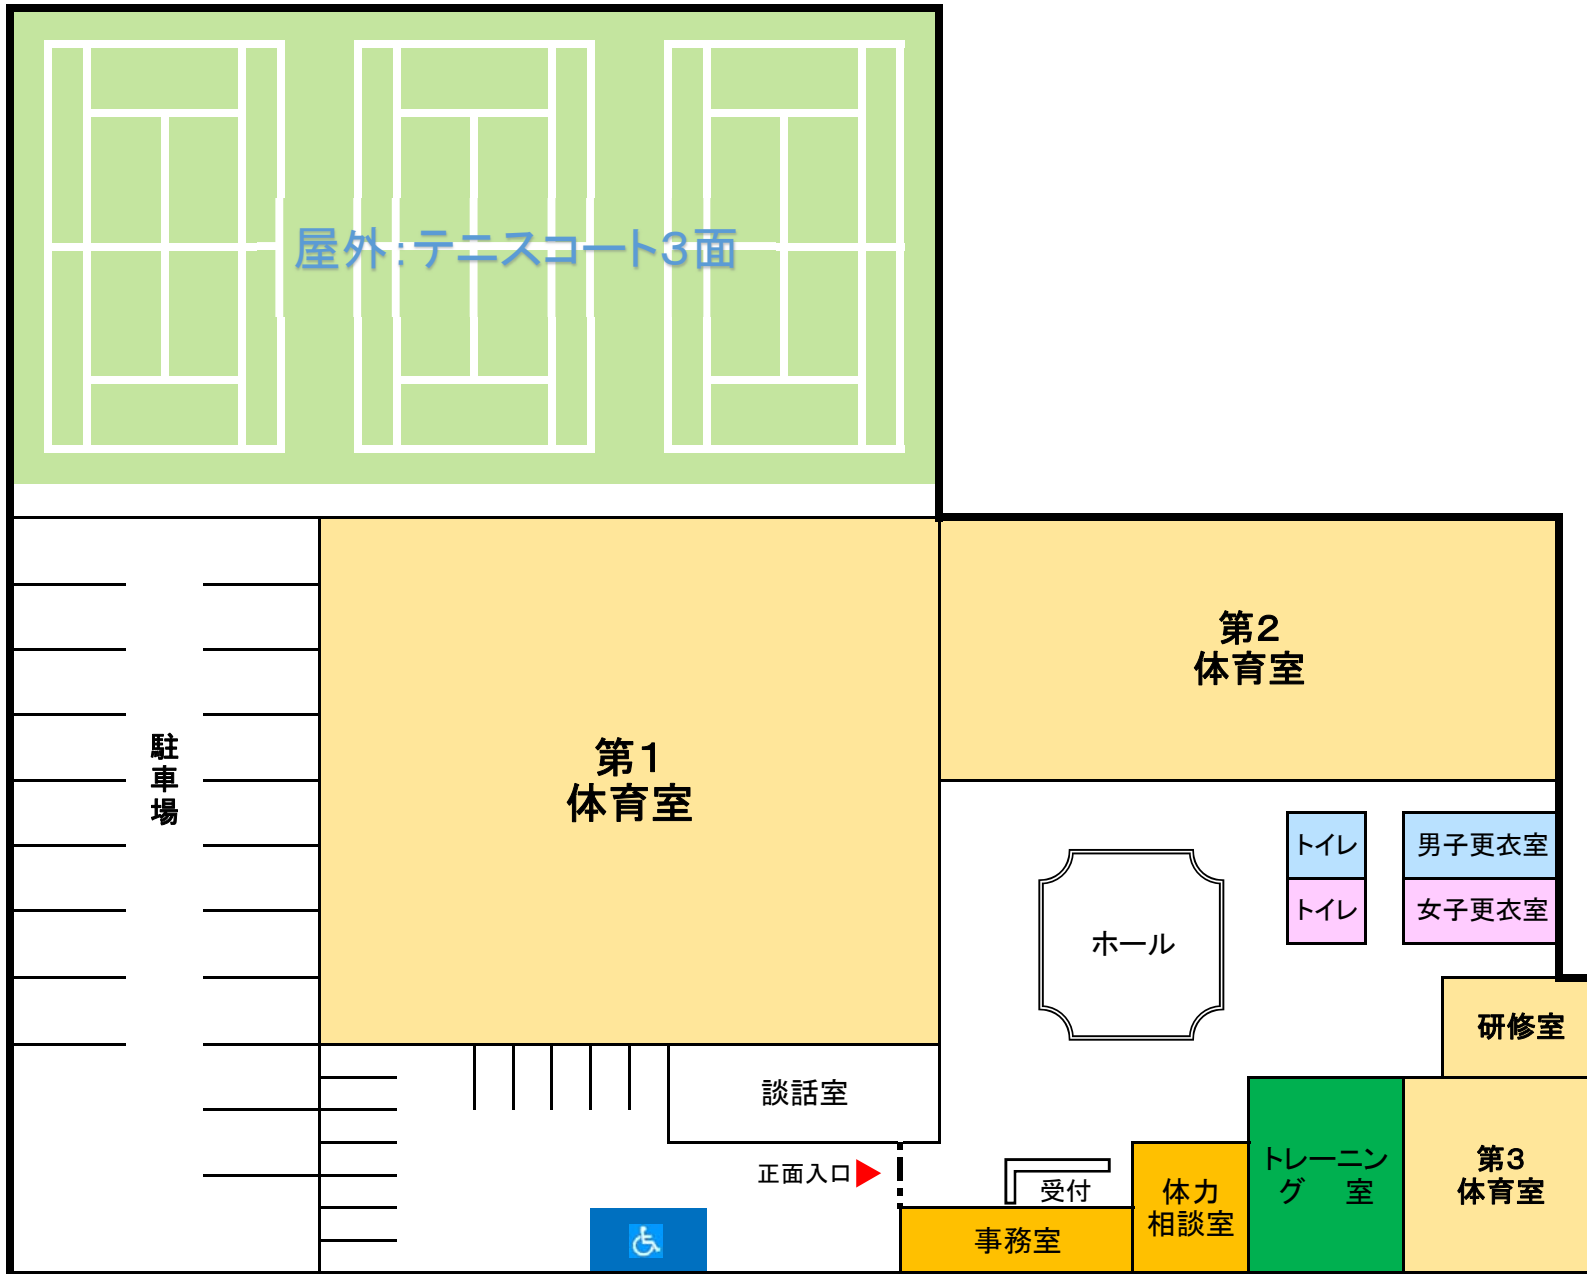 屋外：テニスコート３面
第２
体育室
第１
体育室
駐
車
場
トイレ
男子更衣室
トイレ
女子更衣室
ホール
研修室
談話室
正面入口
受付
事務室
体力
相談室
トレーニン
グ　室
第３
体育室